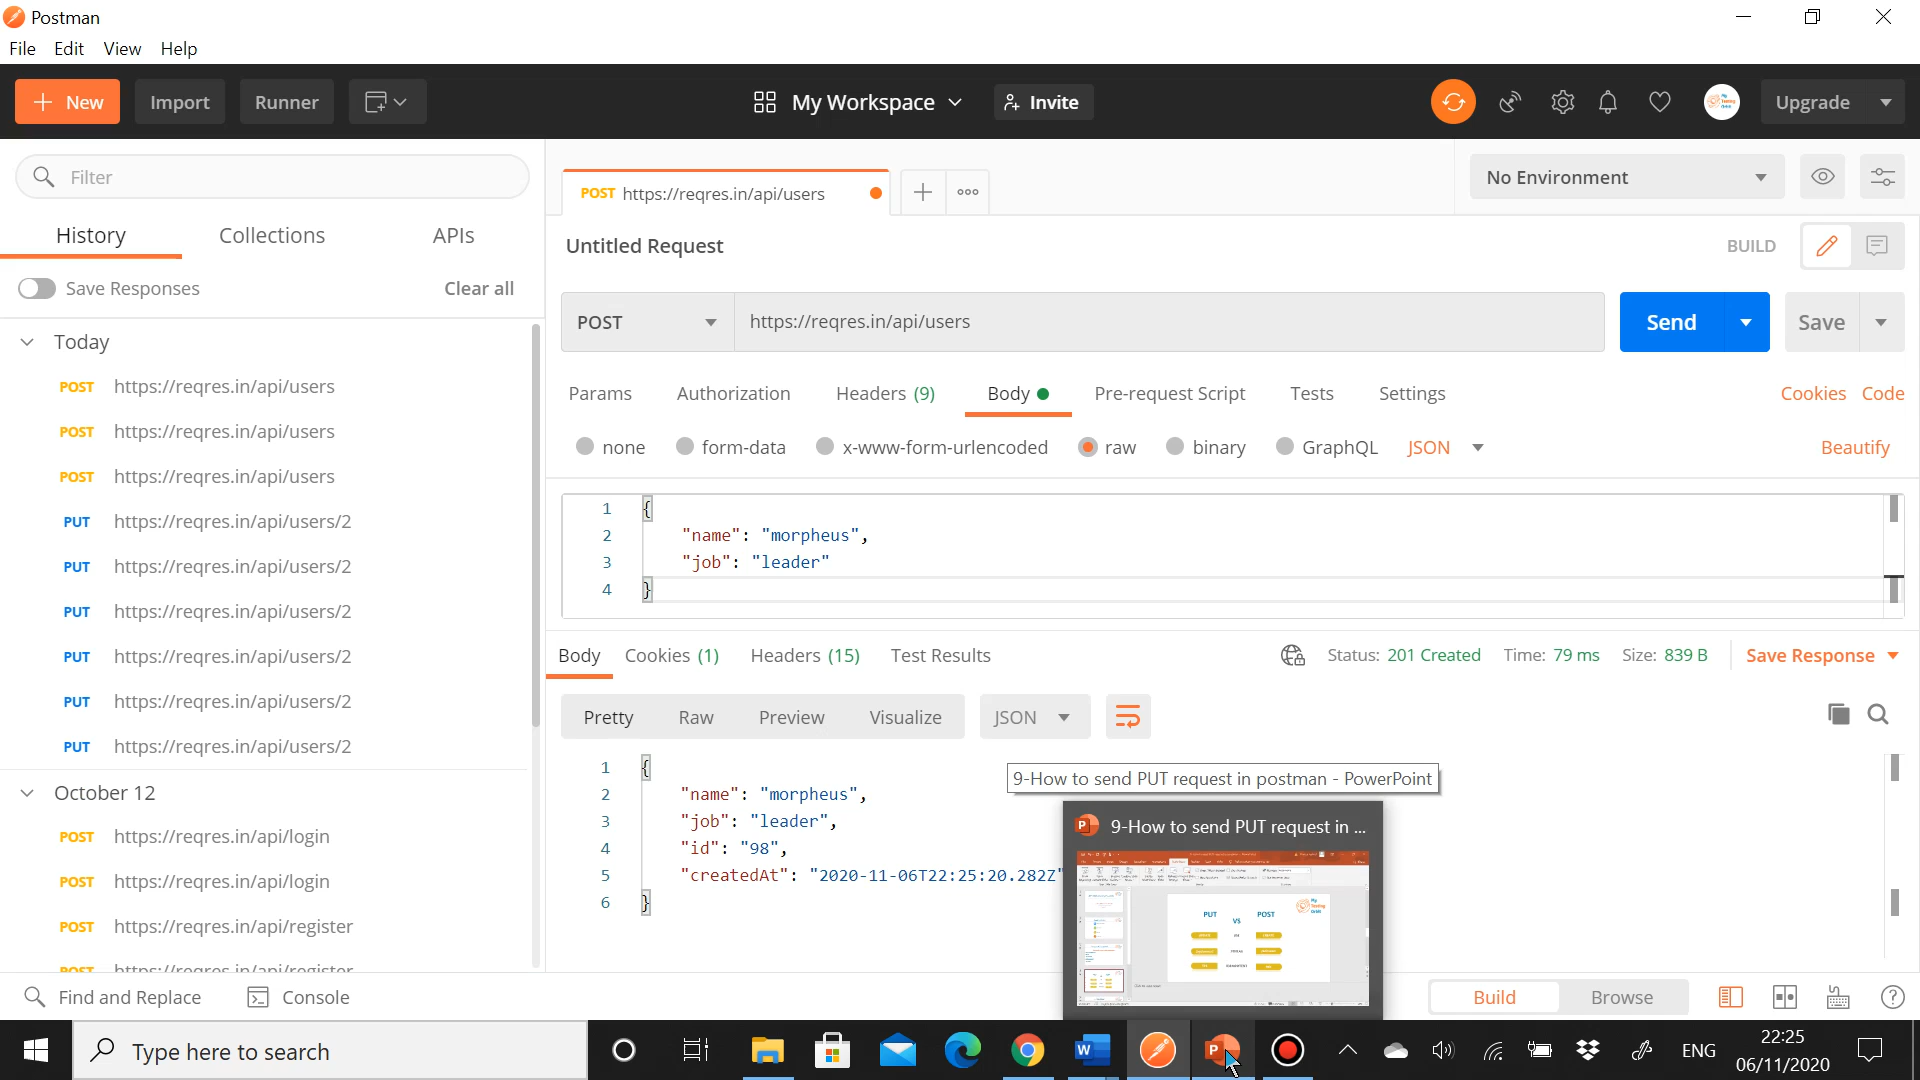 Postman
File Edit View Help
New Import Runner My Workspace Invite Upgrade
Filter
History Collections APIs
Save Responses Clear all
Today
POST https://reqres.in/api/users
POST https://reqres.in/api/users
POST https://reqres.in/api/users
PUT https://reqres.in/api/users/2
PUT https://reqres.in/api/users/2
PUT https://reqres.in/api/users/2
PUT https://reqres.in/api/users/2
PUT https://reqres.in/api/users/2
PUT https://reqres.in/api/users/2
October 12
POST https://reqres.in/api/login
POST https://reqres.in/api/login
POST https://reqres.in/api/register
POST https://reqres.in/api/register
POST https://reqres.in/api/users
No Environment
Untitled Request
BUILD
POST https://reqres.in/api/users Send Save
Params Authorization Headers (9) Body Pre-request Script Tests Settings Cookies Code
none form-data x-www-form-urlencoded raw binary GraphQL JSON Beautify
1 {
2 "name": "morpheus",
3 "job": "leader"
4 }
Body Cookies (1) Headers (15) Test Results Status: 201 Created Time: 79 ms Size: 839 B Save Response
Pretty Raw Preview Visualize JSON
1 {
2 "name": "morpheus",
3 "job": "leader",
4 "id": "98",
5 "createdAt": "2020-11-06T22:25:20.282Z"
6 }
9-How to send PUT request in postman - PowerPoint
9-How to send PUT request in ...
PUT VS POST
My Testing Orbit
Find and Replace Console Build Browse
Type here to search
ENG
22:25
06/11/2020